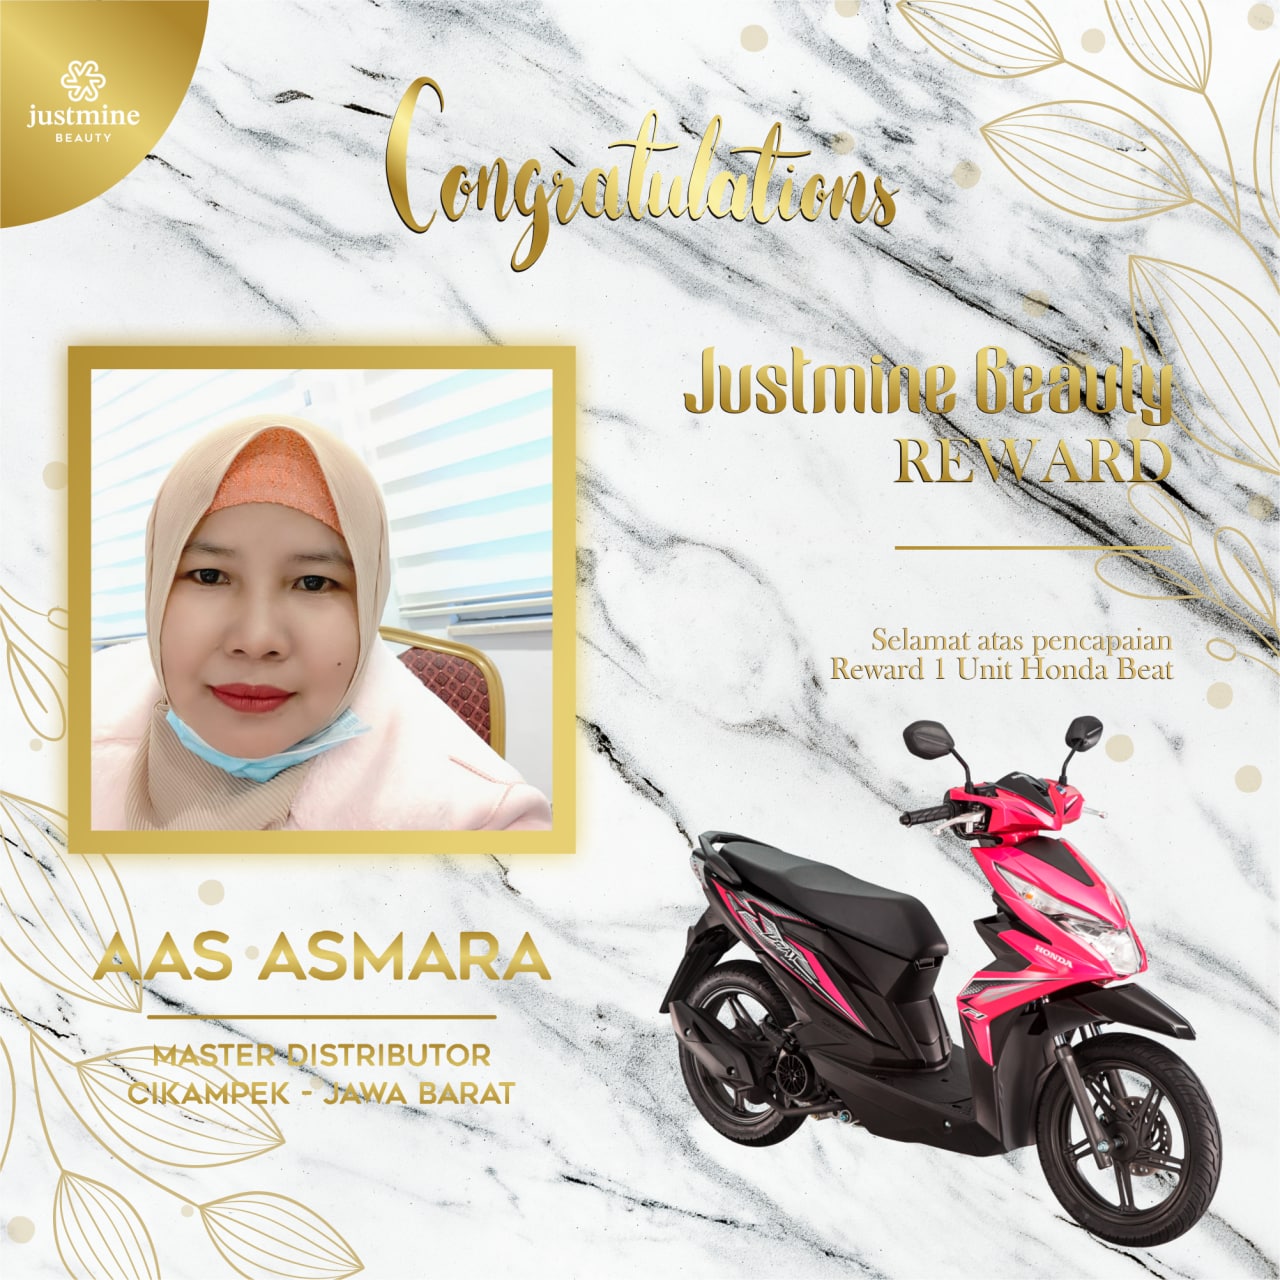 justmine
BEAUTY
Congratulations
Justmine Beauty
REWARD
Selamat atas pencapaian
Reward 1 Unit Honda Beat
HONDA
AAS ASMARA
MASTER DISTRIBUTOR
CIKAMPEK - JAWA BARAT